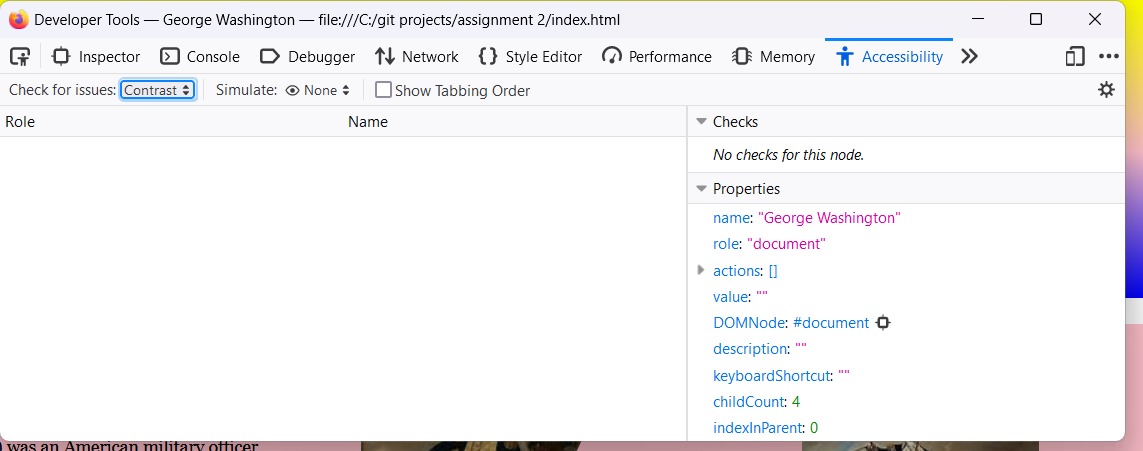 Developer Tools — George Washington — file:///C:/git projects/assignment 2/index.html
Inspector Console Debugger Network Style Editor Performance Memory Accessibility
Check for issues: Contrast Simulate: None Show Tabbing Order
Role Name
Checks
No checks for this node.
Properties
name: "George Washington"
role: "document"
actions: []
value: ""
DOMNode: #document
description: ""
keyboardShortcut: ""
childCount: 4
indexInParent: 0
) was an American military officer